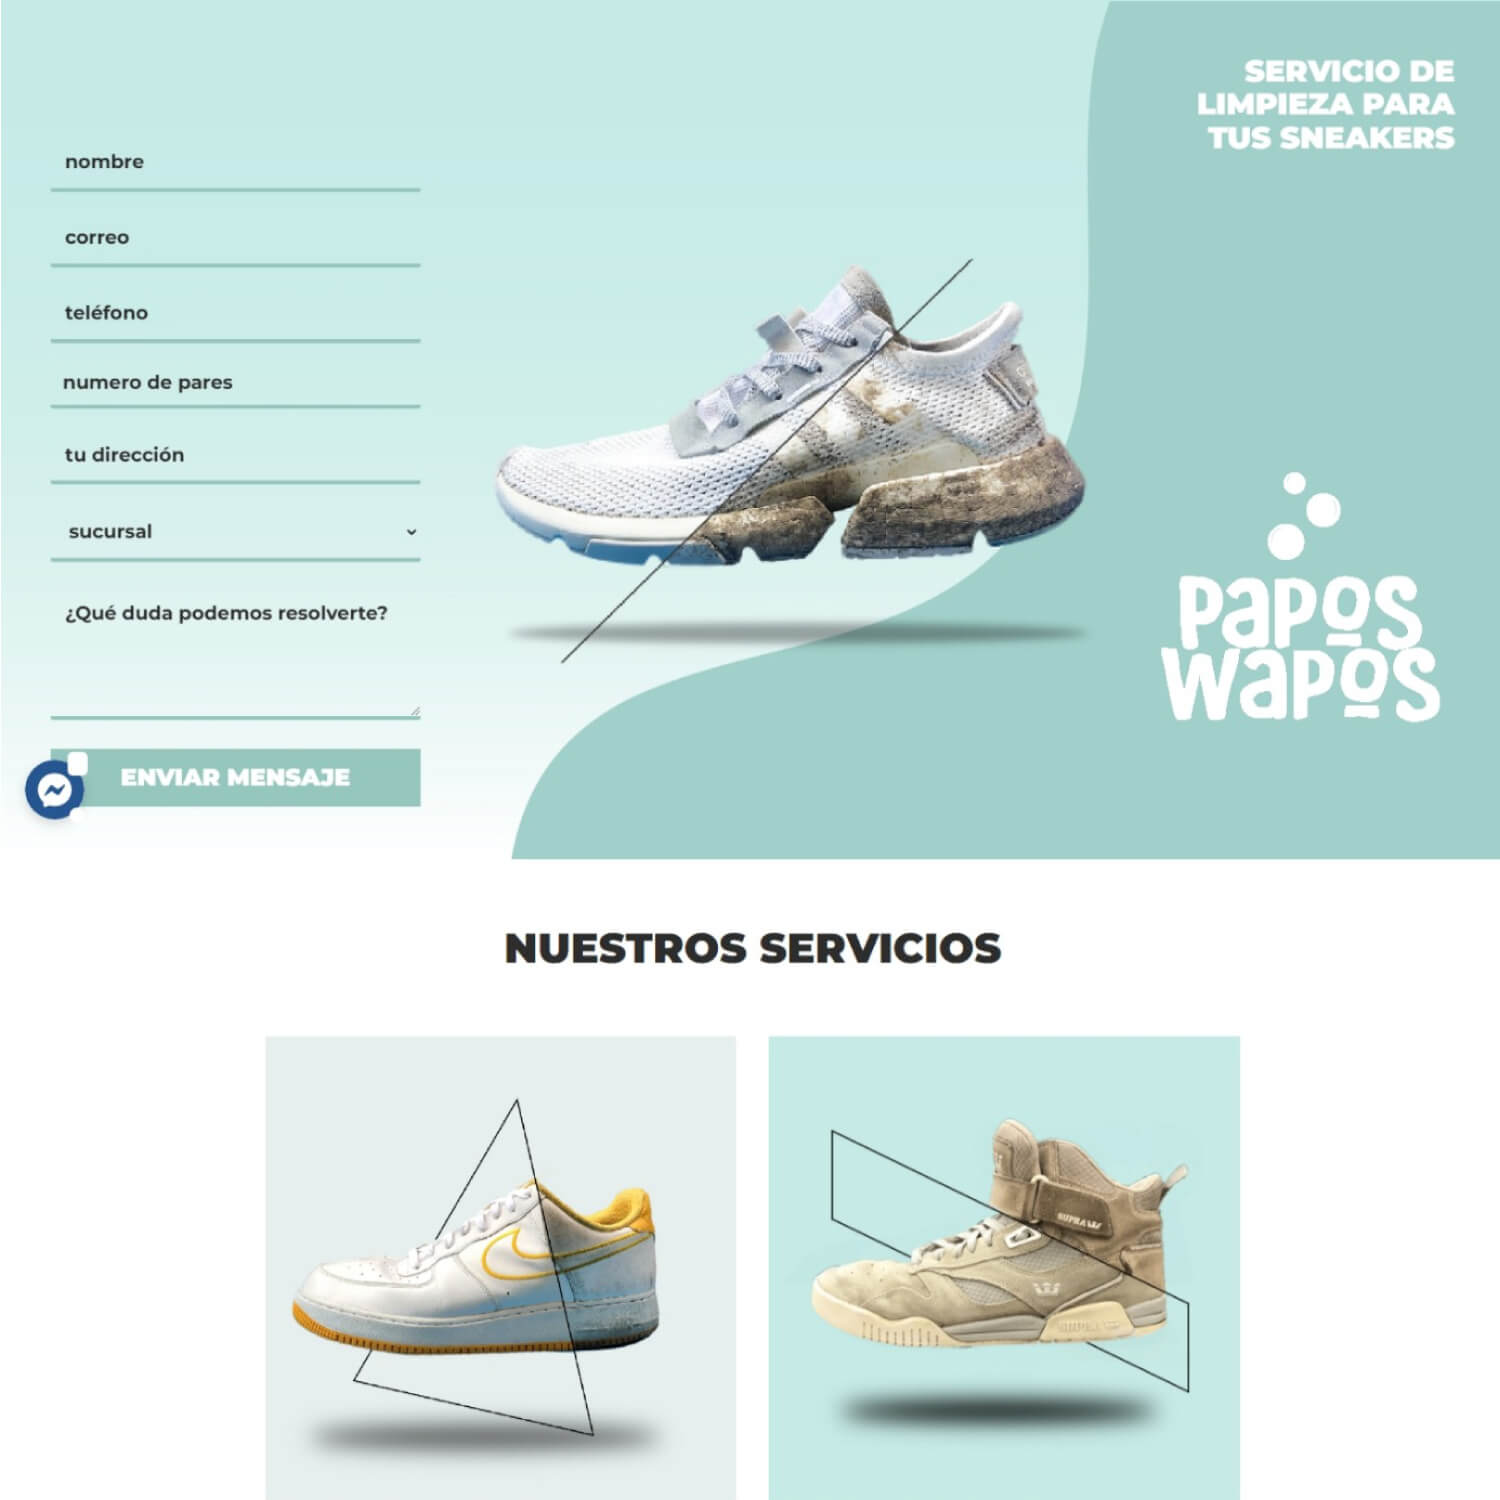 SERVICIO DE
LIMPIEZA PARA
TUS SNEAKERS
nombre
correo
teléfono
numero de pares
tu dirección
sucursal
¿Qué duda podemos resolverte?
ENVIAR MENSAJE
papos
wapos
NUESTROS SERVICIOS
SUPRA